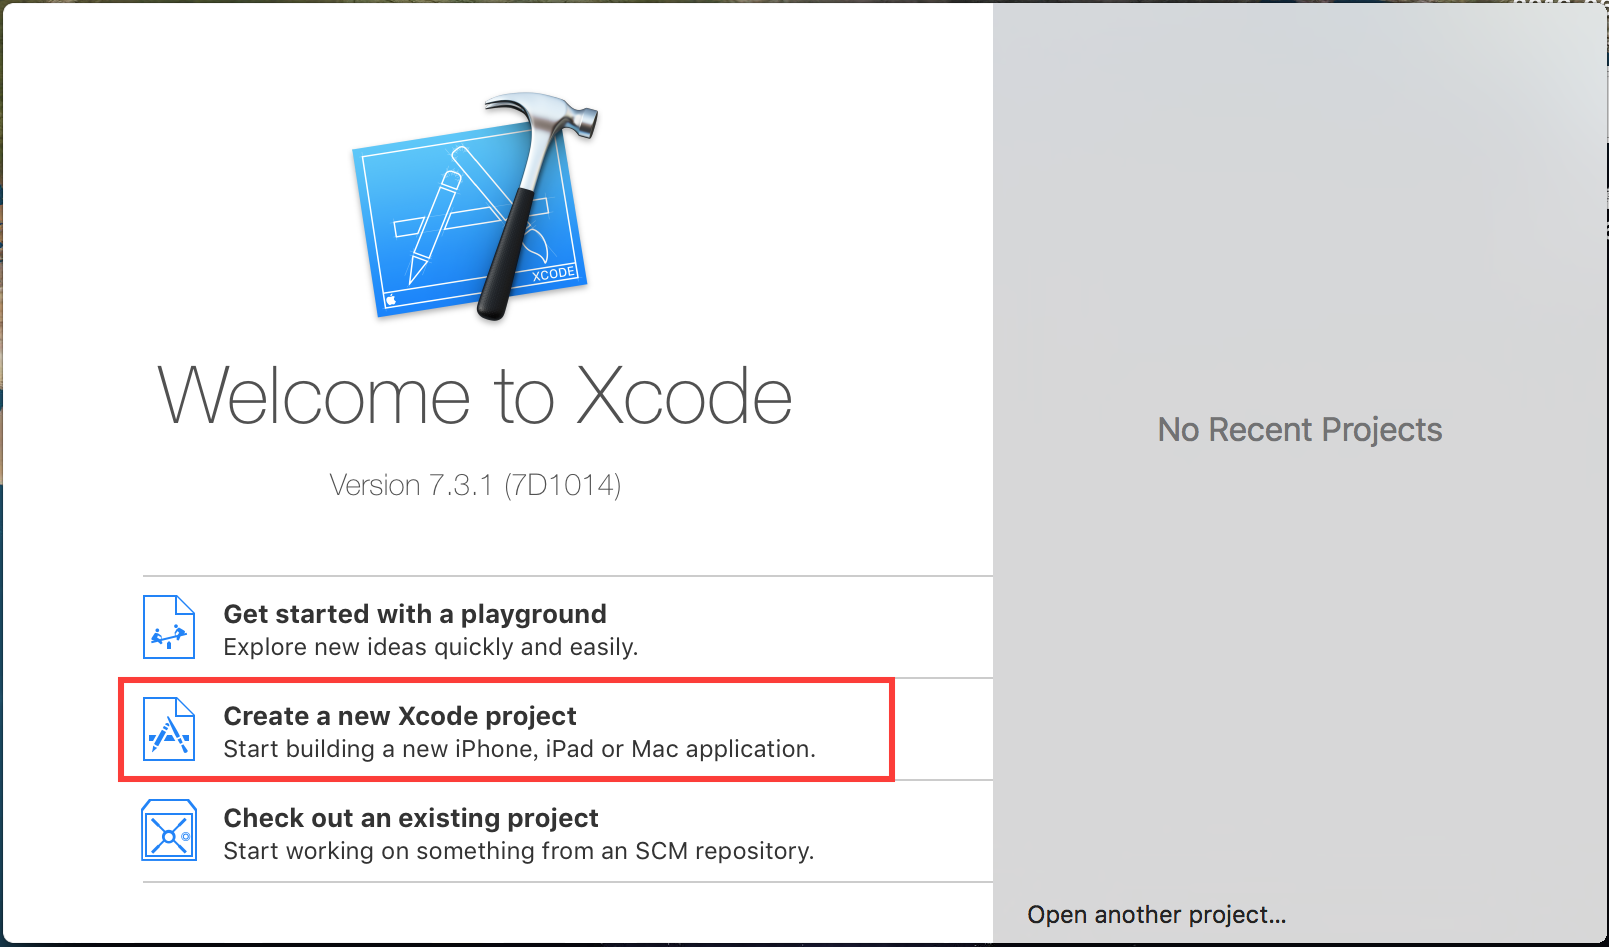 XCODE
Welcome to Xcode
Version 7.3.1 (7D1014)
Get started with a playground
Explore new ideas quickly and easily.
Create a new Xcode project
Start building a new iPhone, iPad or Mac application.
Check out an existing project
Start working on something from an SCM repository.
No Recent Projects
Open another project...